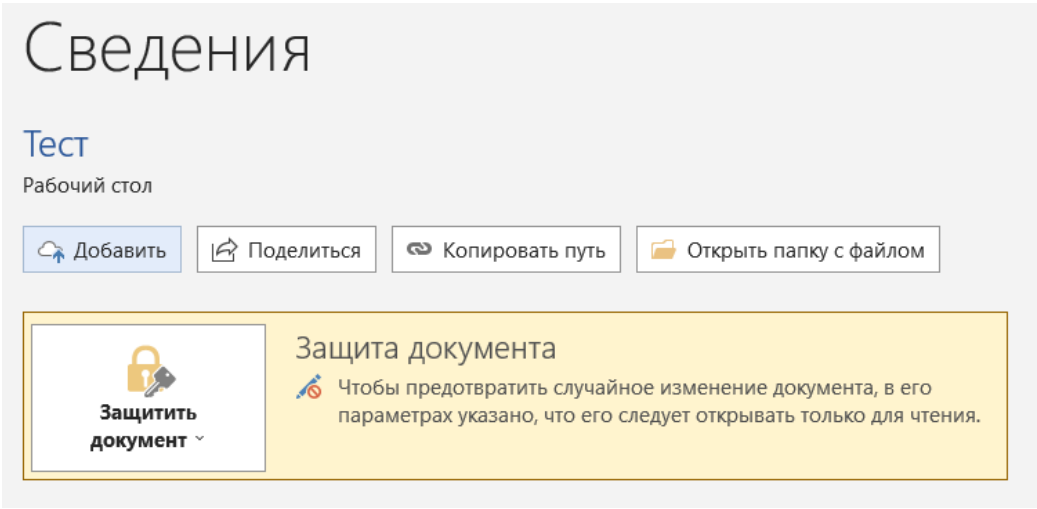 Сведения
Тест
Рабочий стол
Добавить
Поделиться
Копировать путь
Открыть папку с файлом
Защитить
документ
Защита документа
Чтобы предотвратить случайное изменение документа, в его
параметрах указано, что его следует открывать только для чтения.